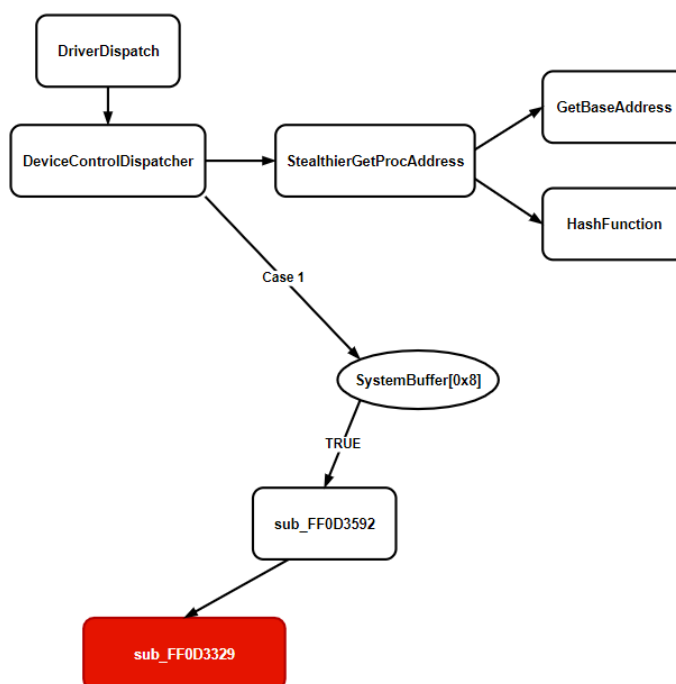 DriverDispatch
GetBaseAddress
DeviceControlDispatcher
StealthierGetProcAddress
HashFunction
Case 1
SystemBuffer[0x8]
TRUE
sub_FF0D3592
sub_FF0D3329